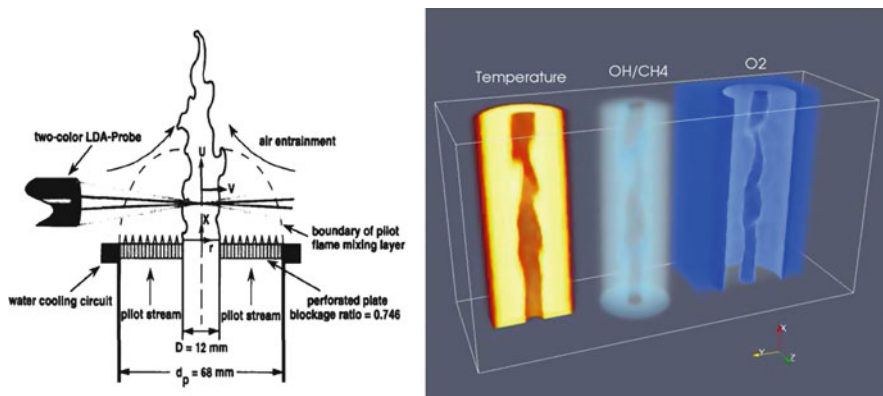 two-color LDA-Probe
air entrainment
U
V
X
r
boundary of pilot
flame mixing layer
water cooling circuit
pilot stream
pilot stream
perforated plate
blockage ratio = 0.746
D = 12 mm
dp = 68 mm
Temperature
OH/CH4
O2
X
Y
Z